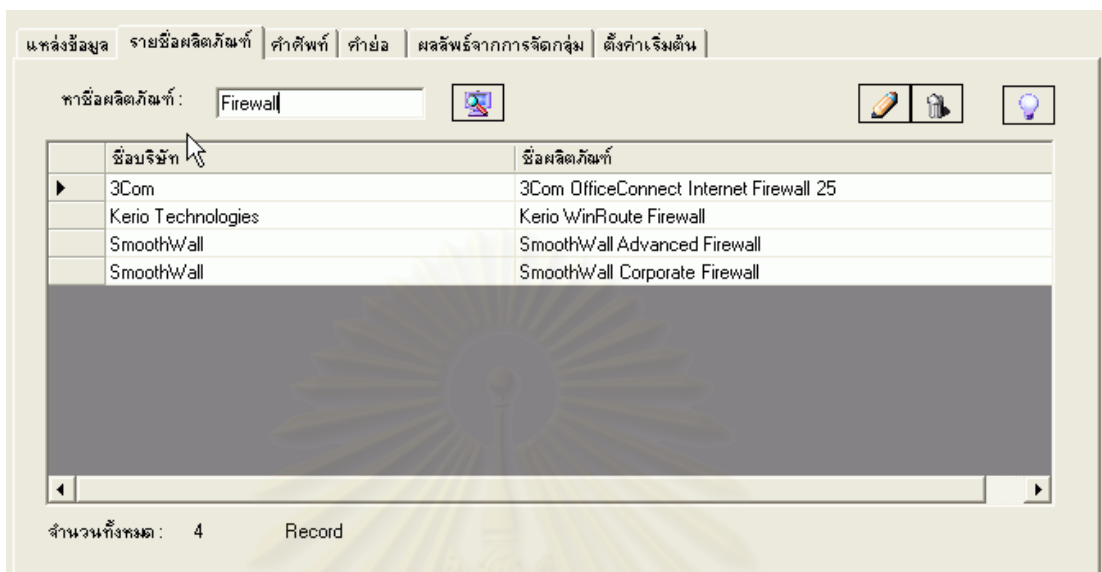 แหล่งข้อมูล รายชื่อผลิตภัณฑ์ คำศัพท์ คำย่อ ผลลัพธ์จากการจัดกลุ่ม ตั้งค่าเริ่มต้น
หาชื่อผลิตภัณฑ์ : Firewall
ชื่อบริษัท ชื่อผลิตภัณฑ์
3Com 3Com OfficeConnect Internet Firewall 25
Kerio Technologies Kerio WinRoute Firewall
SmoothWall SmoothWall Advanced Firewall
SmoothWall SmoothWall Corporate Firewall
จำนวนทั้งหมด : 4 Record